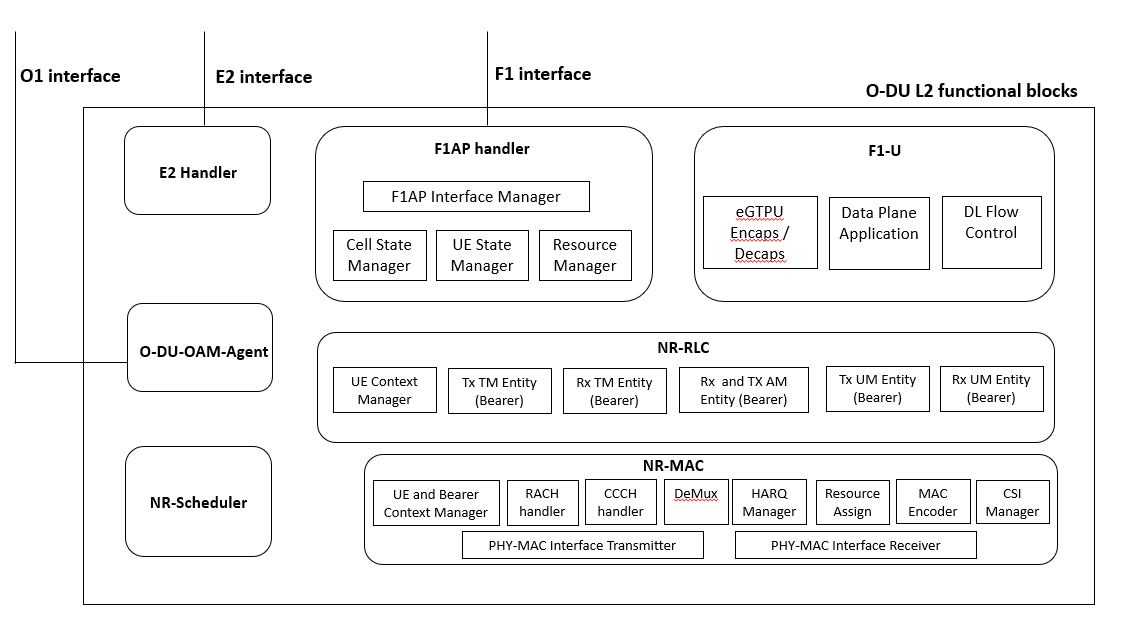 O1 interface
E2 interface
F1 interface
O-DU L2 functional blocks
E2 Handler
F1AP handler
F1AP Interface Manager
Cell State
Manager
UE State
Manager
Resource
Manager
F1-U
eGTPU
Encaps /
Decaps
Data Plane
Application
DL Flow
Control
O-DU-OAM-Agent
NR-RLC
UE Context
Manager
Tx TM Entity
(Bearer)
Rx TM Entity
(Bearer)
Rx and TX AM
Entity (Bearer)
Tx UM Entity
(Bearer)
Rx UM Entity
(Bearer)
NR-Scheduler
NR-MAC
UE and Bearer
Context Manager
RACH
handler
CCCH
handler
DeMux
HARQ
Manager
Resource
Assign
MAC
Encoder
CSI
Manager
PHY-MAC Interface Transmitter
PHY-MAC Interface Receiver